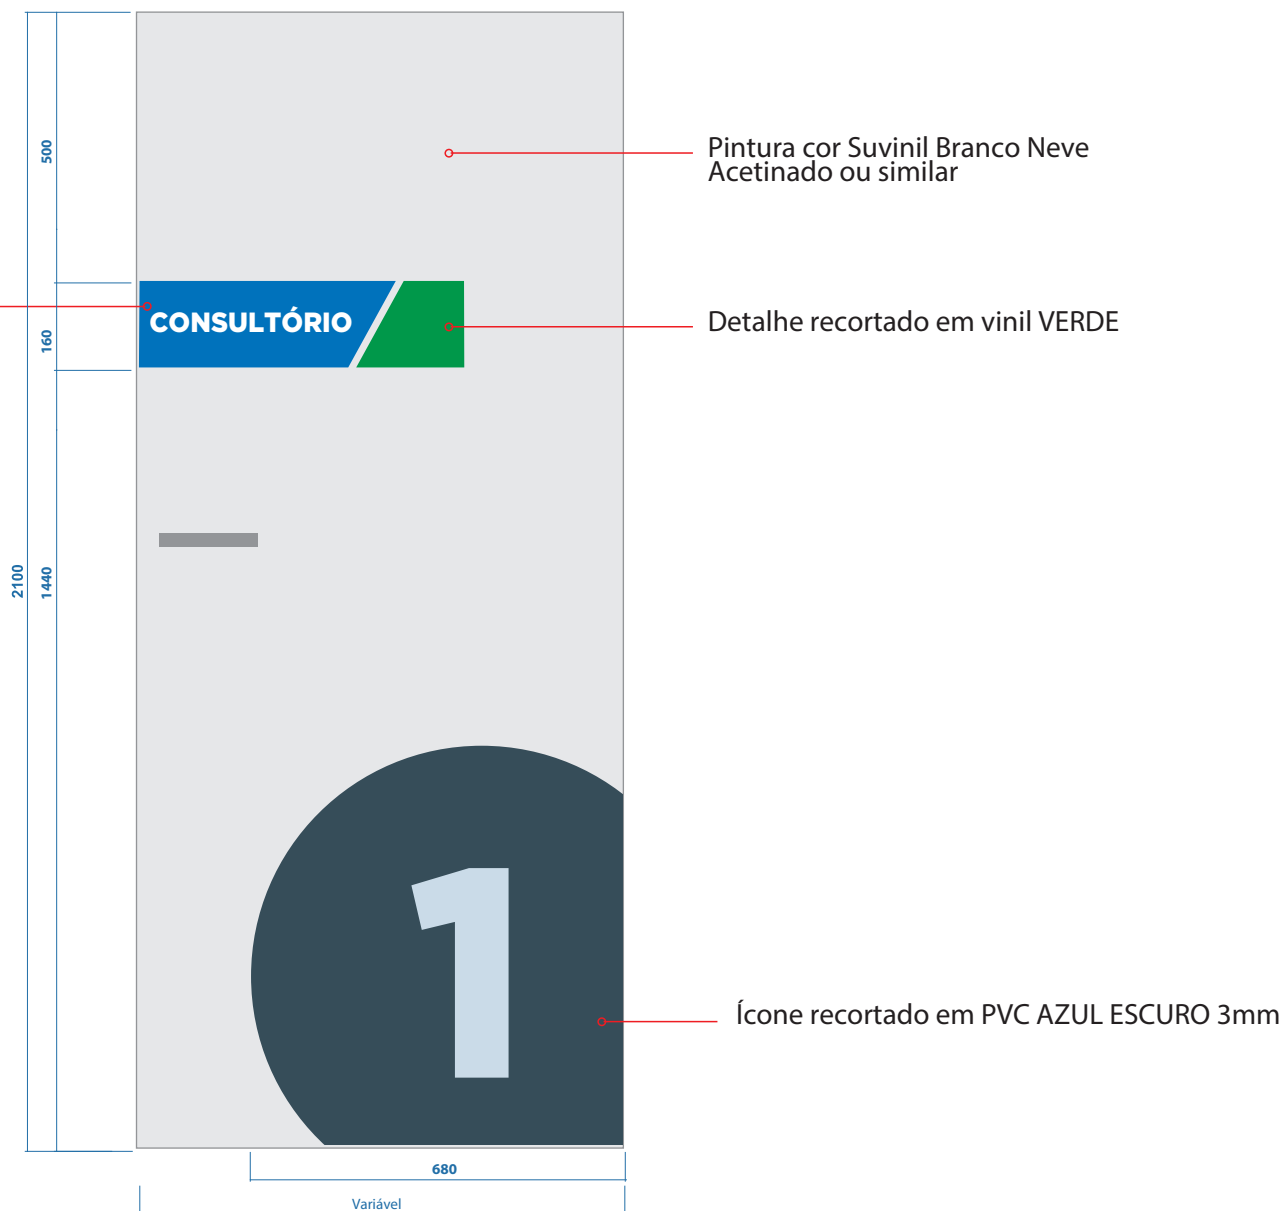 500
Pintura cor Suvinil Branco Neve
Acetinado ou similar
CONSULTÓRIO
160
Detalhe recortado em vinil VERDE
2100
1440
1
Ícone recortado em PVC AZUL ESCURO 3mm
680
Variável